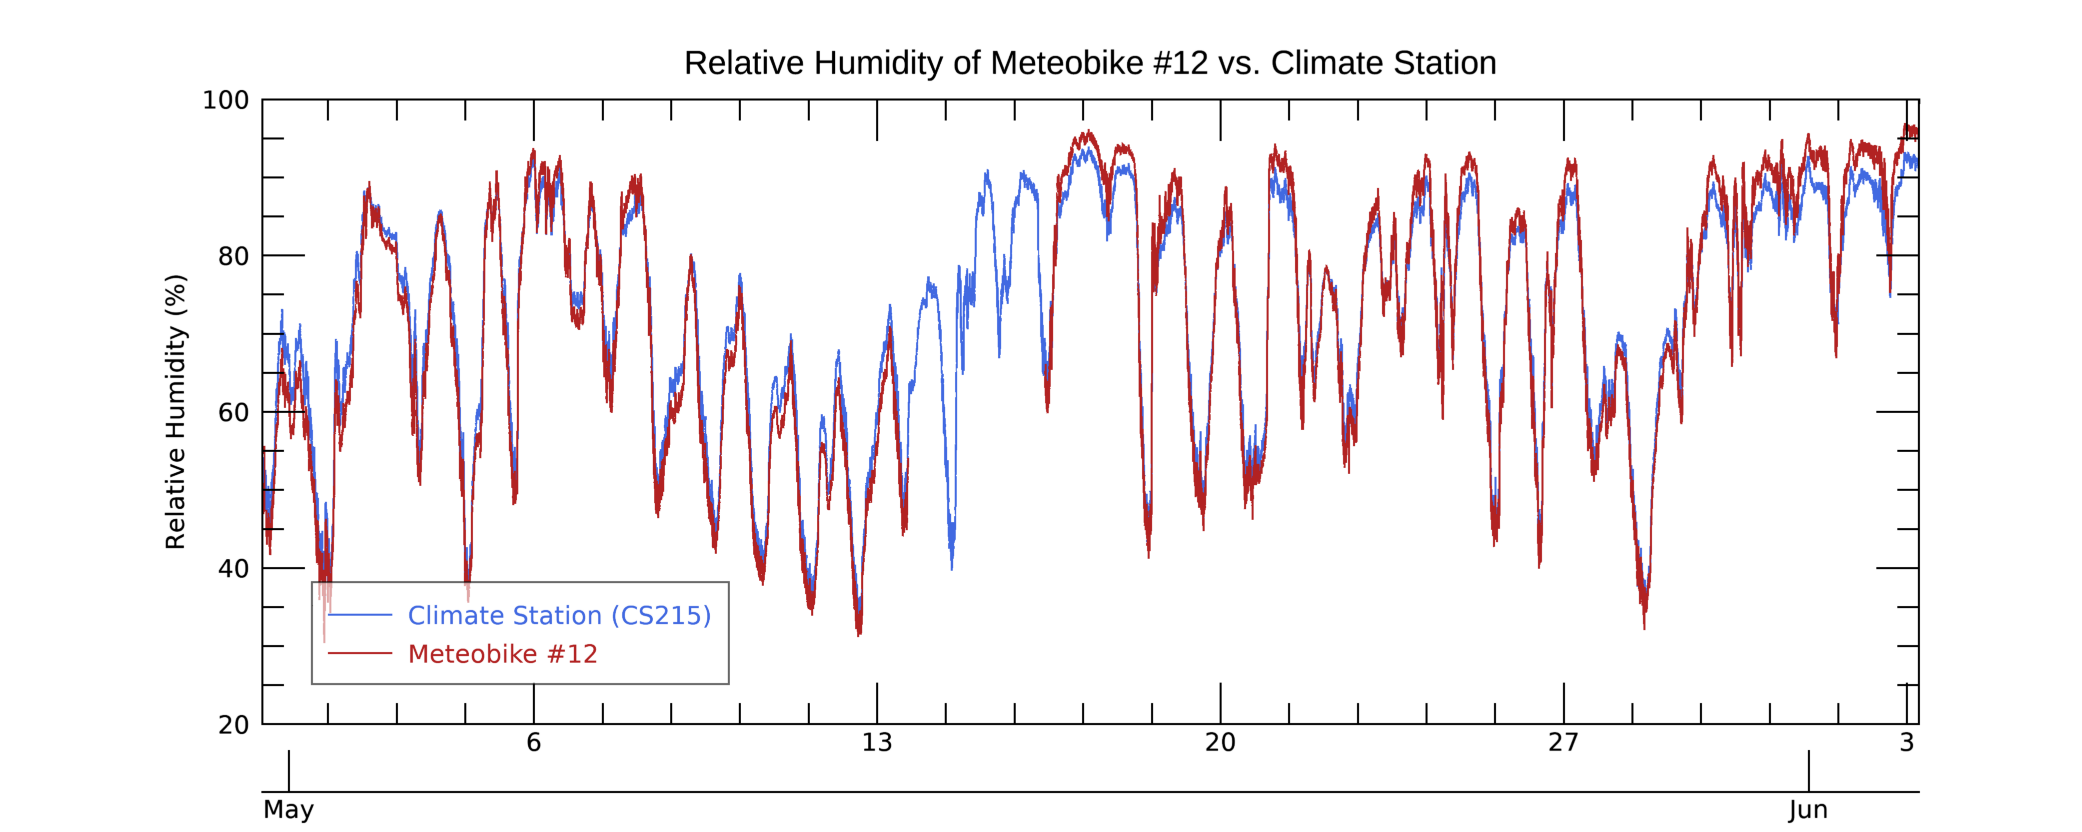 Relative Humidity of Meteobike #12 vs. Climate Station
Relative Humidity (%)
100
80
60
40
20
Climate Station (CS215)
Meteobike #12
6 13 20 27 3
May Jun